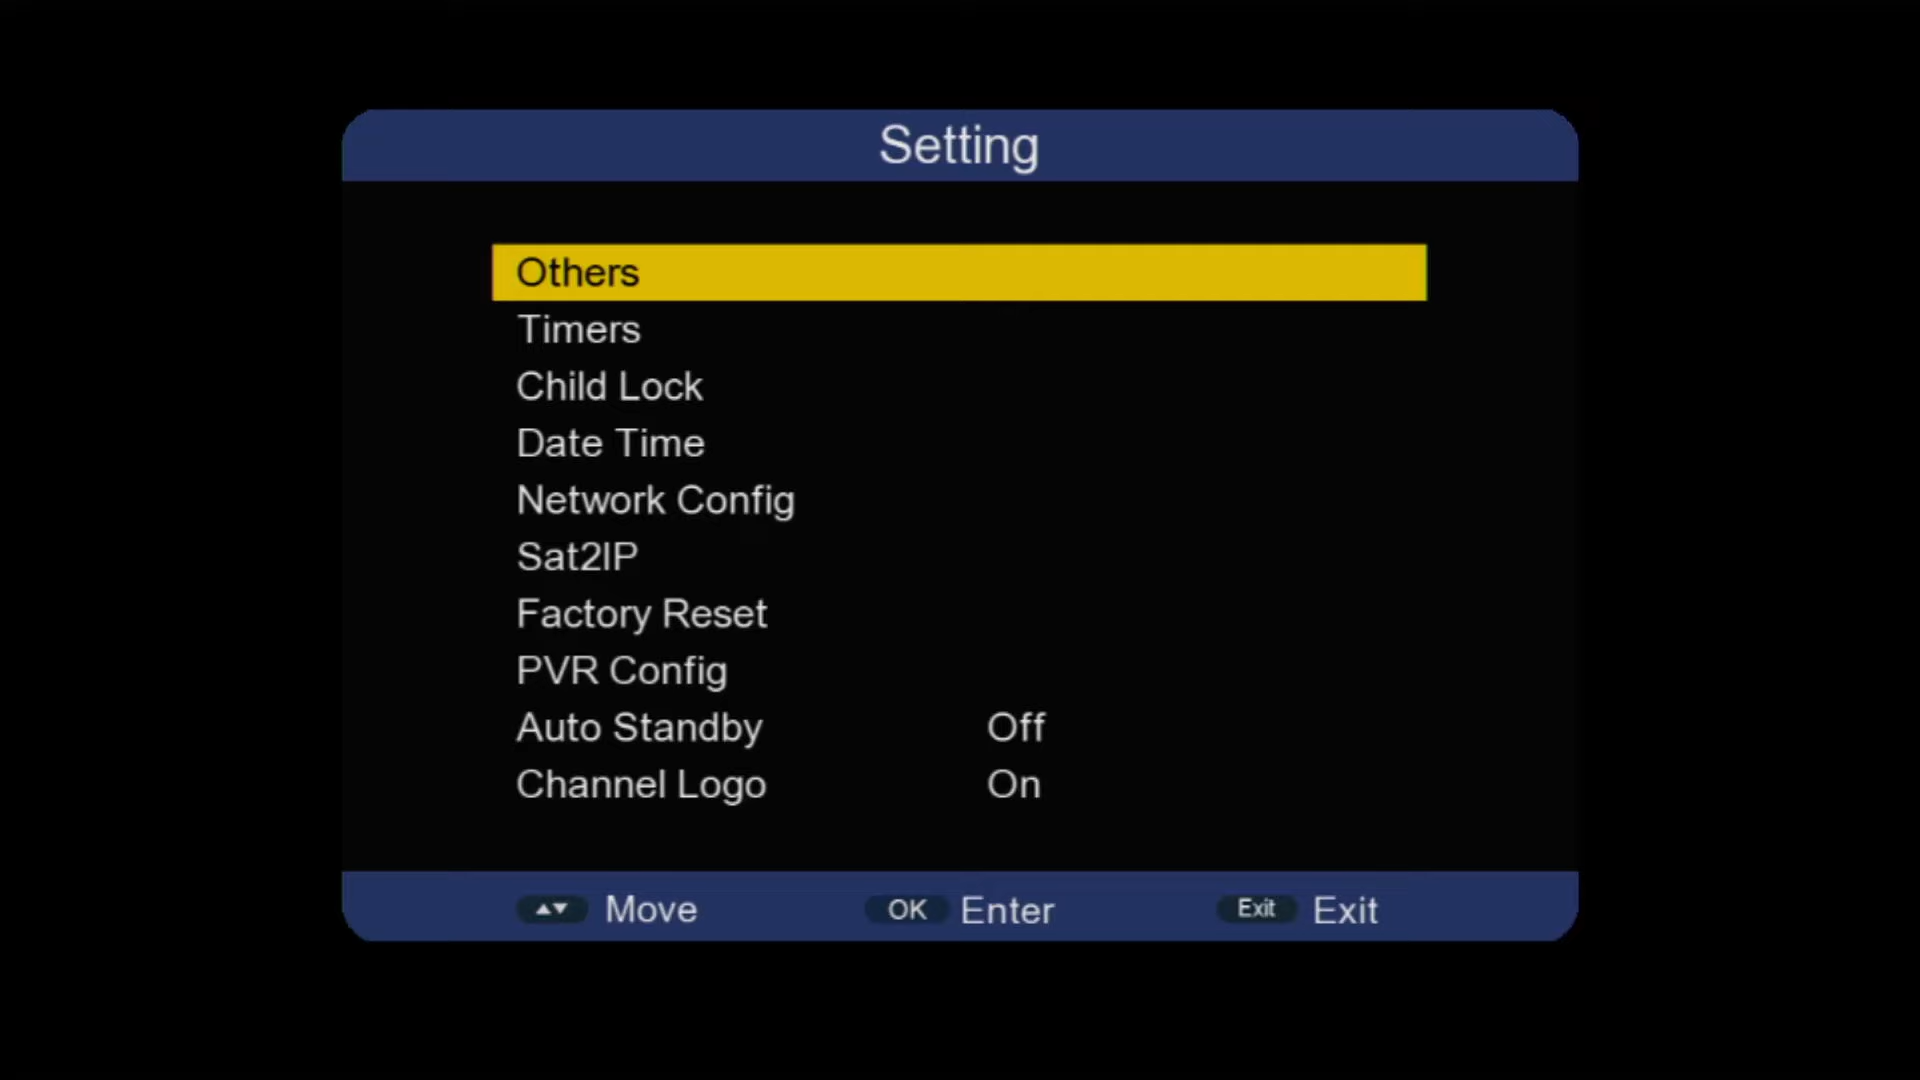 Setting
Others
Timers
Child Lock
Date Time
Network Config
Sat2IP
Factory Reset
PVR Config
Auto Standby Off
Channel Logo On
▲▼ Move OK Enter Exit Exit